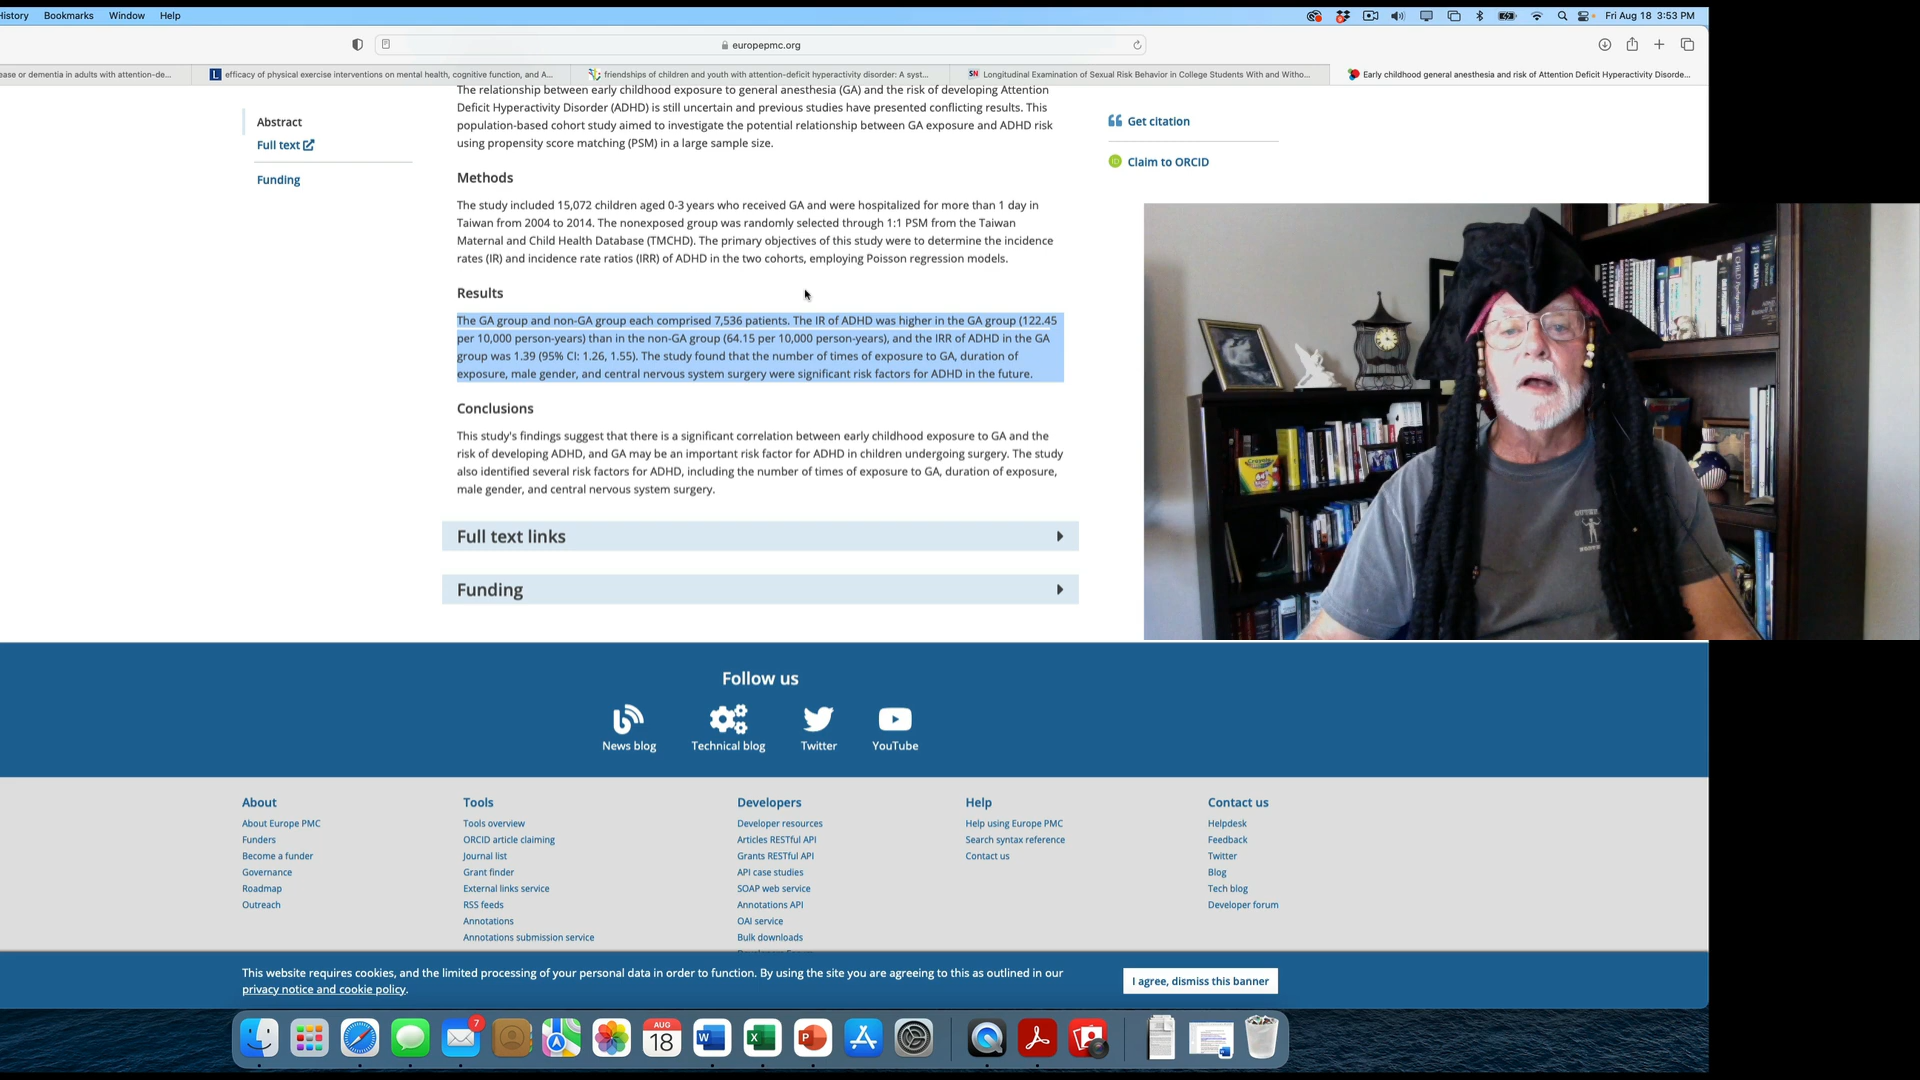 History Bookmarks Window Help
Fri Aug 18 3:53 PM
europepmc.org
ease or dementia in adults with attention-de...
efficacy of physical exercise interventions on mental health, cognitive function, and A...
friendships of children and youth with attention-deficit hyperactivity disorder: A syst...
SN Longitudinal Examination of Sexual Risk Behavior in College Students With and Witho...
Early childhood general anesthesia and risk of Attention Deficit Hyperactivity Disorde...
Abstract
Full text
Funding
The relationship between early childhood exposure to general anesthesia (GA) and the risk of developing Attention
Deficit Hyperactivity Disorder (ADHD) is still uncertain and previous studies have presented conflicting results. This
population-based cohort study aimed to investigate the potential relationship between GA exposure and ADHD risk
using propensity score matching (PSM) in a large sample size.
Methods
The study included 15,072 children aged 0-3 years who received GA and were hospitalized for more than 1 day in
Taiwan from 2004 to 2014. The nonexposed group was randomly selected through 1:1 PSM from the Taiwan
Maternal and Child Health Database (TMCHD). The primary objectives of this study were to determine the incidence
rates (IR) and incidence rate ratios (IRR) of ADHD in the two cohorts, employing Poisson regression models.
Results
The GA group and non-GA group each comprised 7,536 patients. The IR of ADHD was higher in the GA group (122.45
per 10,000 person-years) than in the non-GA group (64.15 per 10,000 person-years), and the IRR of ADHD in the GA
group was 1.39 (95% CI: 1.26, 1.55). The study found that the number of times of exposure to GA, duration of
exposure, male gender, and central nervous system surgery were significant risk factors for ADHD in the future.
Conclusions
This study's findings suggest that there is a significant correlation between early childhood exposure to GA and the
risk of developing ADHD, and GA may be an important risk factor for ADHD in children undergoing surgery. The study
also identified several risk factors for ADHD, including the number of times of exposure to GA, duration of exposure,
male gender, and central nervous system surgery.
Full text links
Funding
Get citation
Claim to ORCID
Follow us
News blog
Technical blog
Twitter
YouTube
About
About Europe PMC
Funders
Become a funder
Governance
Roadmap
Outreach
Tools
Tools overview
ORCID article claiming
Journal list
Grant finder
External links service
RSS feeds
Annotations
Annotations submission service
Developers
Developer resources
Articles RESTful API
Grants RESTful API
API case studies
SOAP web service
Annotations API
OAI service
Bulk downloads
Help
Help using Europe PMC
Search syntax reference
Contact us
Contact us
Helpdesk
Feedback
Twitter
Blog
Tech blog
Developer forum
This website requires cookies, and the limited processing of your personal data in order to function. By using the site you are agreeing to this as outlined in our
privacy notice and cookie policy.
I agree, dismiss this banner
7
AUG
18